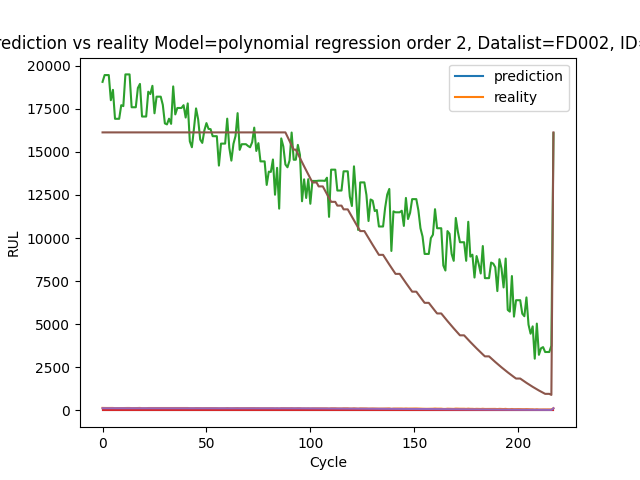 rediction vs reality Model=polynomial regression order 2, Datalist=FD002, ID=
20000
17500
15000
12500
10000
7500
5000
2500
0
RUL
prediction
reality
0 50 100 150 200
Cycle